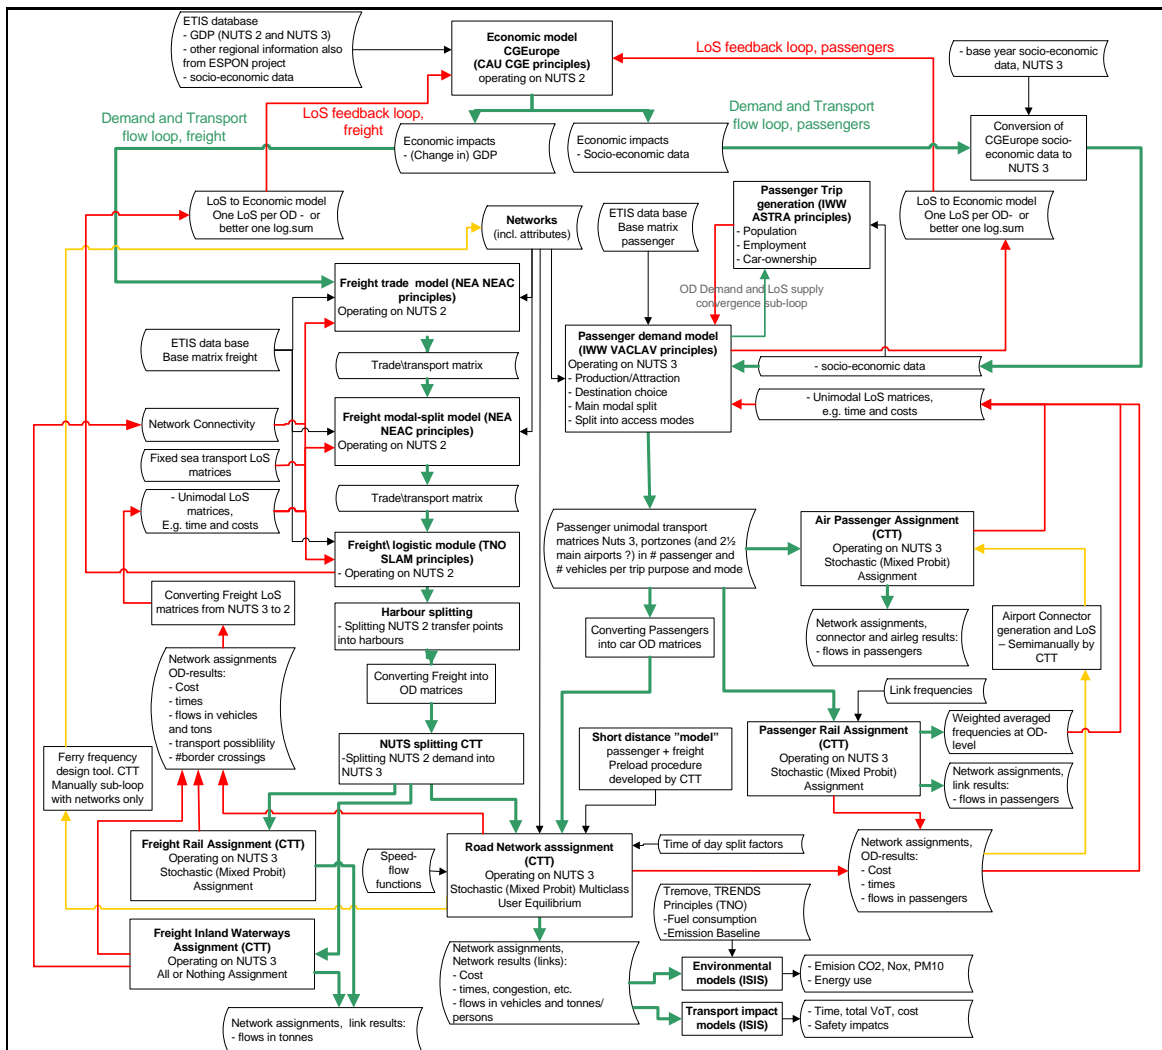 ETIS database
- GDP (NUTS 2 and NUTS 3)
- other regional information also
from ESPON project
- socio-economic data
Economic model
CGEurope
(CAU CGE principles)
operating on NUTS 2
LoS feedback loop, passengers
- base year socio-economic
data, NUTS 3
Demand and Transport
flow loop, freight
LoS feedback loop,
freight
Economic impacts
- (Change in) GDP
Economic impacts
- Socio-economic data
Demand and Transport
flow loop, passengers
Conversion of
CGEurope socio-
economic data to
NUTS 3
LoS to Economic model
One LoS per OD - or
better one log.sum
Networks
(incl. attributes)
ETIS data base
Base matrix
passenger
Passenger Trip
generation (IWW
ASTRA principles)
- Population
- Employment
- Car-ownership
LoS to Economic model
One LoS per OD- or
better one log.sum
OD Demand and LoS supply
convergence sub-loop
Freight trade model (NEA NEAC
principles)
Operating on NUTS 2
ETIS data base
Base matrix freight
Trade\transport matrix
Passenger demand model
(IWW VACLAV principles)
Operating on NUTS 3
- Production/Attraction
- Destination choice
- Main modal split
- Split into access modes
- socio-economic data
- Unimodal LoS matrices,
e.g. time and costs
Network Connectivity
Freight modal-split model (NEA
NEAC principles)
Operating on NUTS 2
Fixed sea transport LoS
matrices
- Unimodal LoS
matrices,
E.g. time and costs
Trade\transport matrix
Freight\ logistic module (TNO
SLAM principles)
- Operating on NUTS 2
Passenger unimodal transport
matrices Nuts 3, portzones (and 2½
main airports ?) in # passenger and
# vehicles per trip purpose and mode
Air Passenger Assignment
(CTT)
Operating on NUTS 3
Stochastic (Mixed Probit)
Assignment
Converting Freight LoS
matrices from NUTS 3 to 2
Harbour splitting
- Splitting NUTS 2 transfer points
into harbours
Converting Passengers
into car OD matrices
Network assignments,
connector and airleg results:
- flows in passengers
Airport Connector
generation and LoS
– Semimanually by
CTT
Network assignments
OD-results:
- Cost
- times
- flows in vehicles
and tons
- transport possiblility
- #border crossings
Converting Freight into
OD matrices
Link frequencies
NUTS splitting CTT
-Splitting NUTS 2 demand into
NUTS 3
Short distance ”model”
passenger + freight
Preload procedure
developed by CTT
Passenger Rail Assignment
(CTT)
Operating on NUTS 3
Stochastic (Mixed Probit)
Assignment
Weighted averaged
frequencies at OD-
level
Network assignments,
link results:
- flows in passengers
Ferry frequency
design tool. CTT
Manually sub-loop
with networks only
Freight Rail Assignment (CTT)
Operating on NUTS 3
Stochastic (Mixed Probit)
Assignment
Speed-
flow
functions
Road Network asssignment
(CTT)
Operating on NUTS 3
Stochastic (Mixed Probit) Multiclass
User Equilibrium
Time of day split factors
Network assignments,
OD-results:
- Cost
- times
- flows in passengers
Tremove, TRENDS
Principles (TNO)
-Fuel consumption
-Emission Baseline
Freight Inland Waterways
Assignment (CTT)
Operating on NUTS 3
All or Nothing Assignment
Network assignments,
Network results (links):
- Cost
- times, congestion, etc.
- flows in vehicles and tonnes/
persons
Environmental
models (ISIS)
- Emision CO2, Nox, PM10
- Energy use
Transport impact
models (ISIS)
- Time, total VoT, cost
- Safety impatcs
Network assignments, link results:
- flows in tonnes